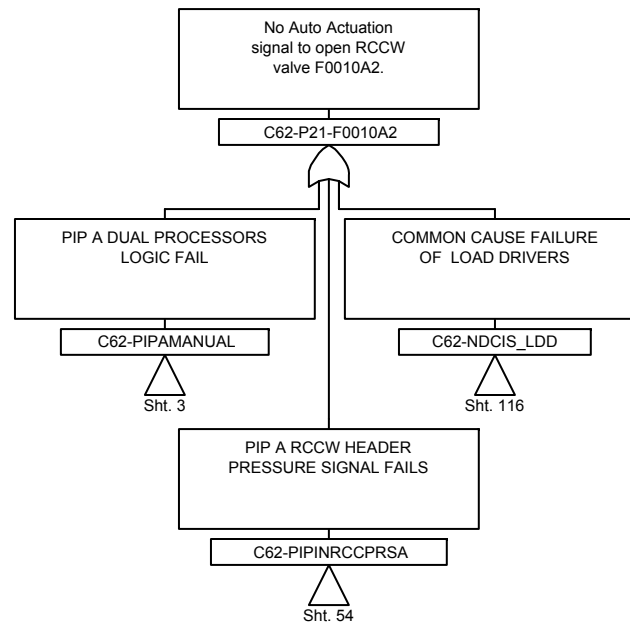 No Auto Actuation
signal to open RCCW
valve F0010A2.
C62-P21-F0010A2
PIP A DUAL PROCESSORS
LOGIC FAIL
C62-PIPAMANUAL
Sht. 3
COMMON CAUSE FAILURE
OF LOAD DRIVERS
C62-NDCIS_LDD
Sht. 116
PIP A RCCW HEADER
PRESSURE SIGNAL FAILS
C62-PIPINRCCPRSA
Sht. 54